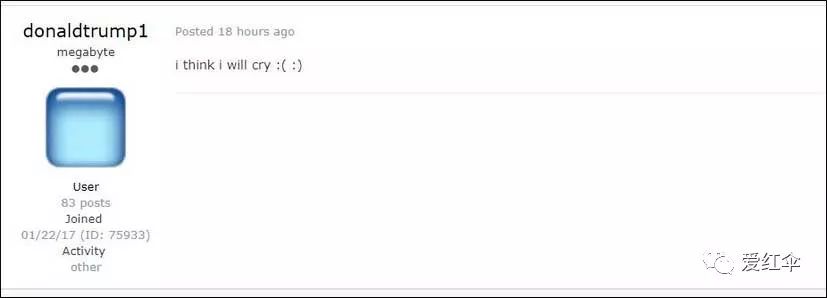 donaldtrump1
megabyte
●●●
User
83 posts
Joined
01/22/17 (ID: 75933)
Activity
other
Posted 18 hours ago
i think i will cry :( :)
爱红伞